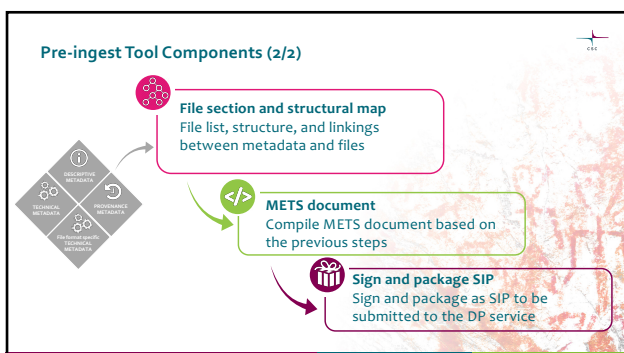 Pre-ingest Tool Components (2/2)
CSC
File section and structural map
File list, structure, and linkings
between metadata and files
DESCRIPTIVE
METADATA
TECHNICAL
METADATA
PROVENANCE
METADATA
File format specific
TECHNICAL
METADATA
</>
METS document
Compile METS document based on
the previous steps
Sign and package SIP
Sign and package as SIP to be
submitted to the DP service